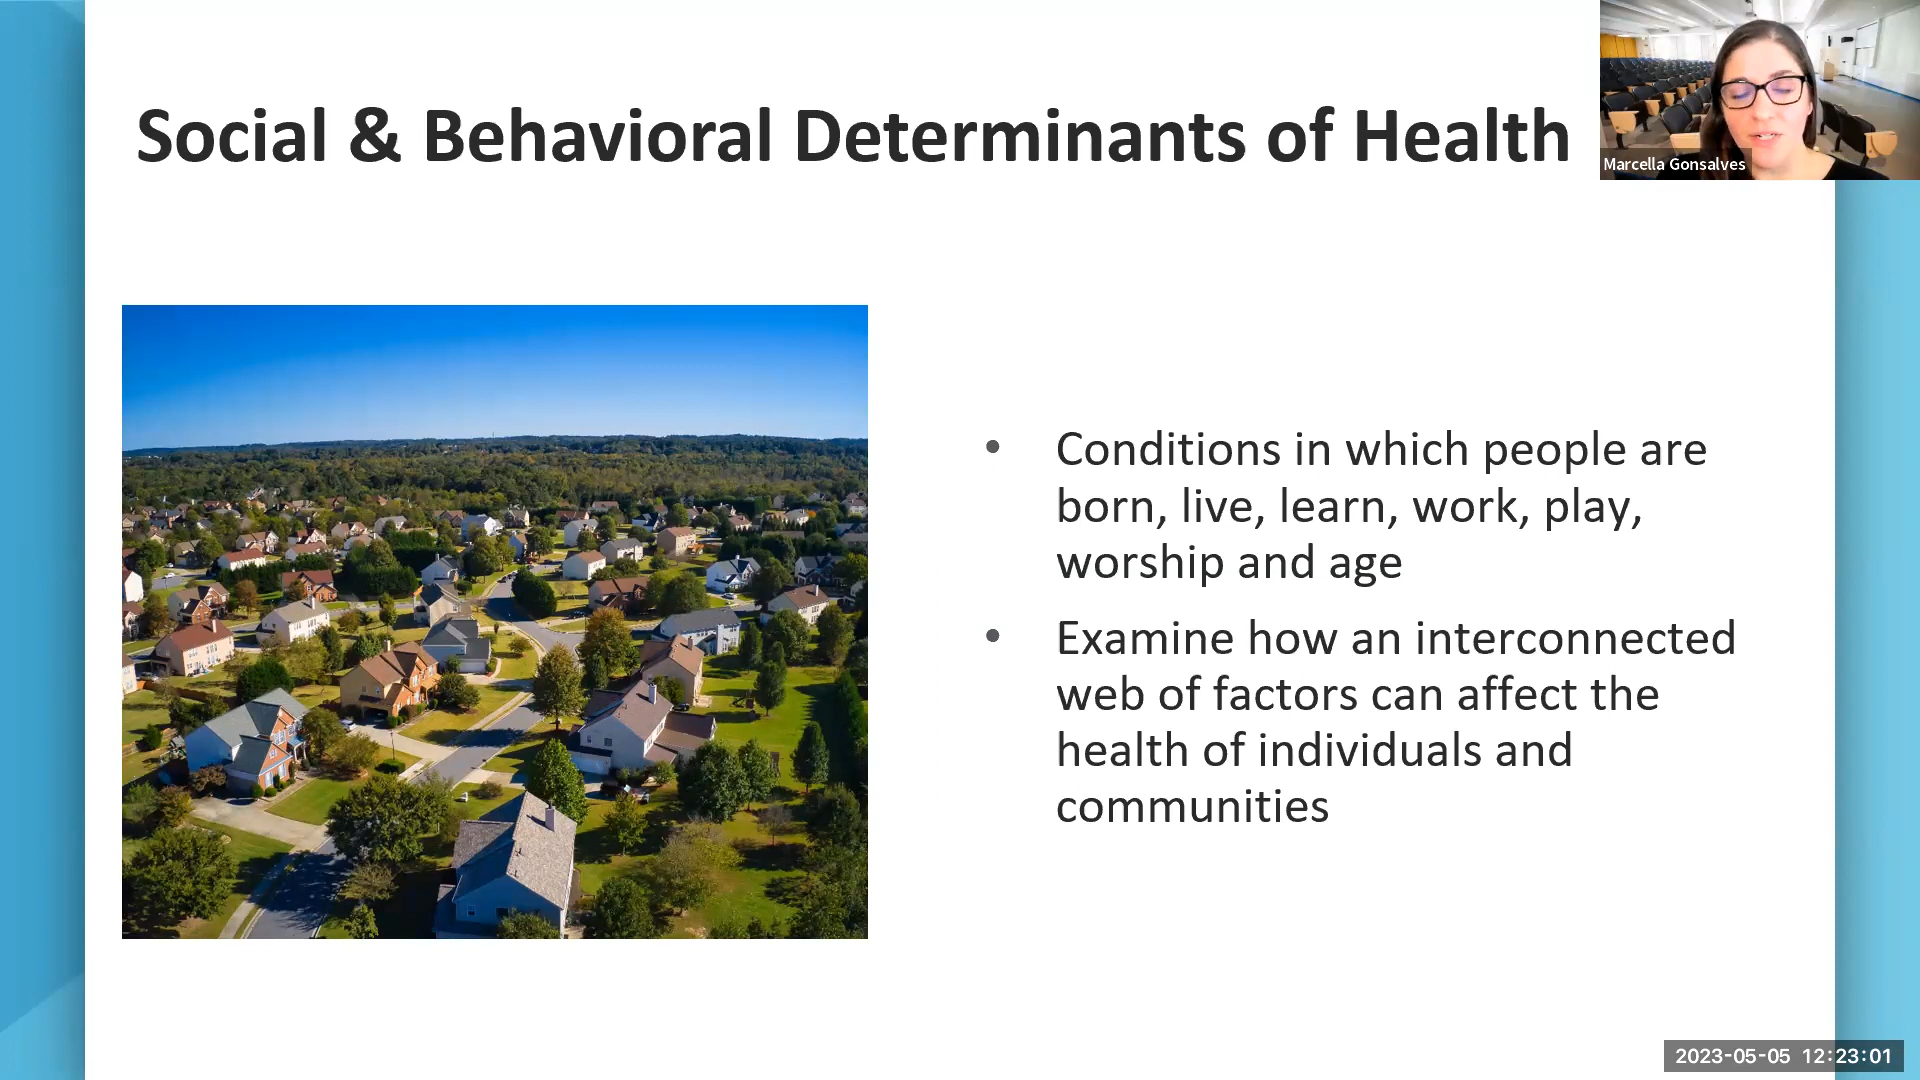 Social & Behavioral Determinants of Health
Marcella Gonsalves
• Conditions in which people are
born, live, learn, work, play,
worship and age
• Examine how an interconnected
web of factors can affect the
health of individuals and
communities
2023-05-05 12:23:01